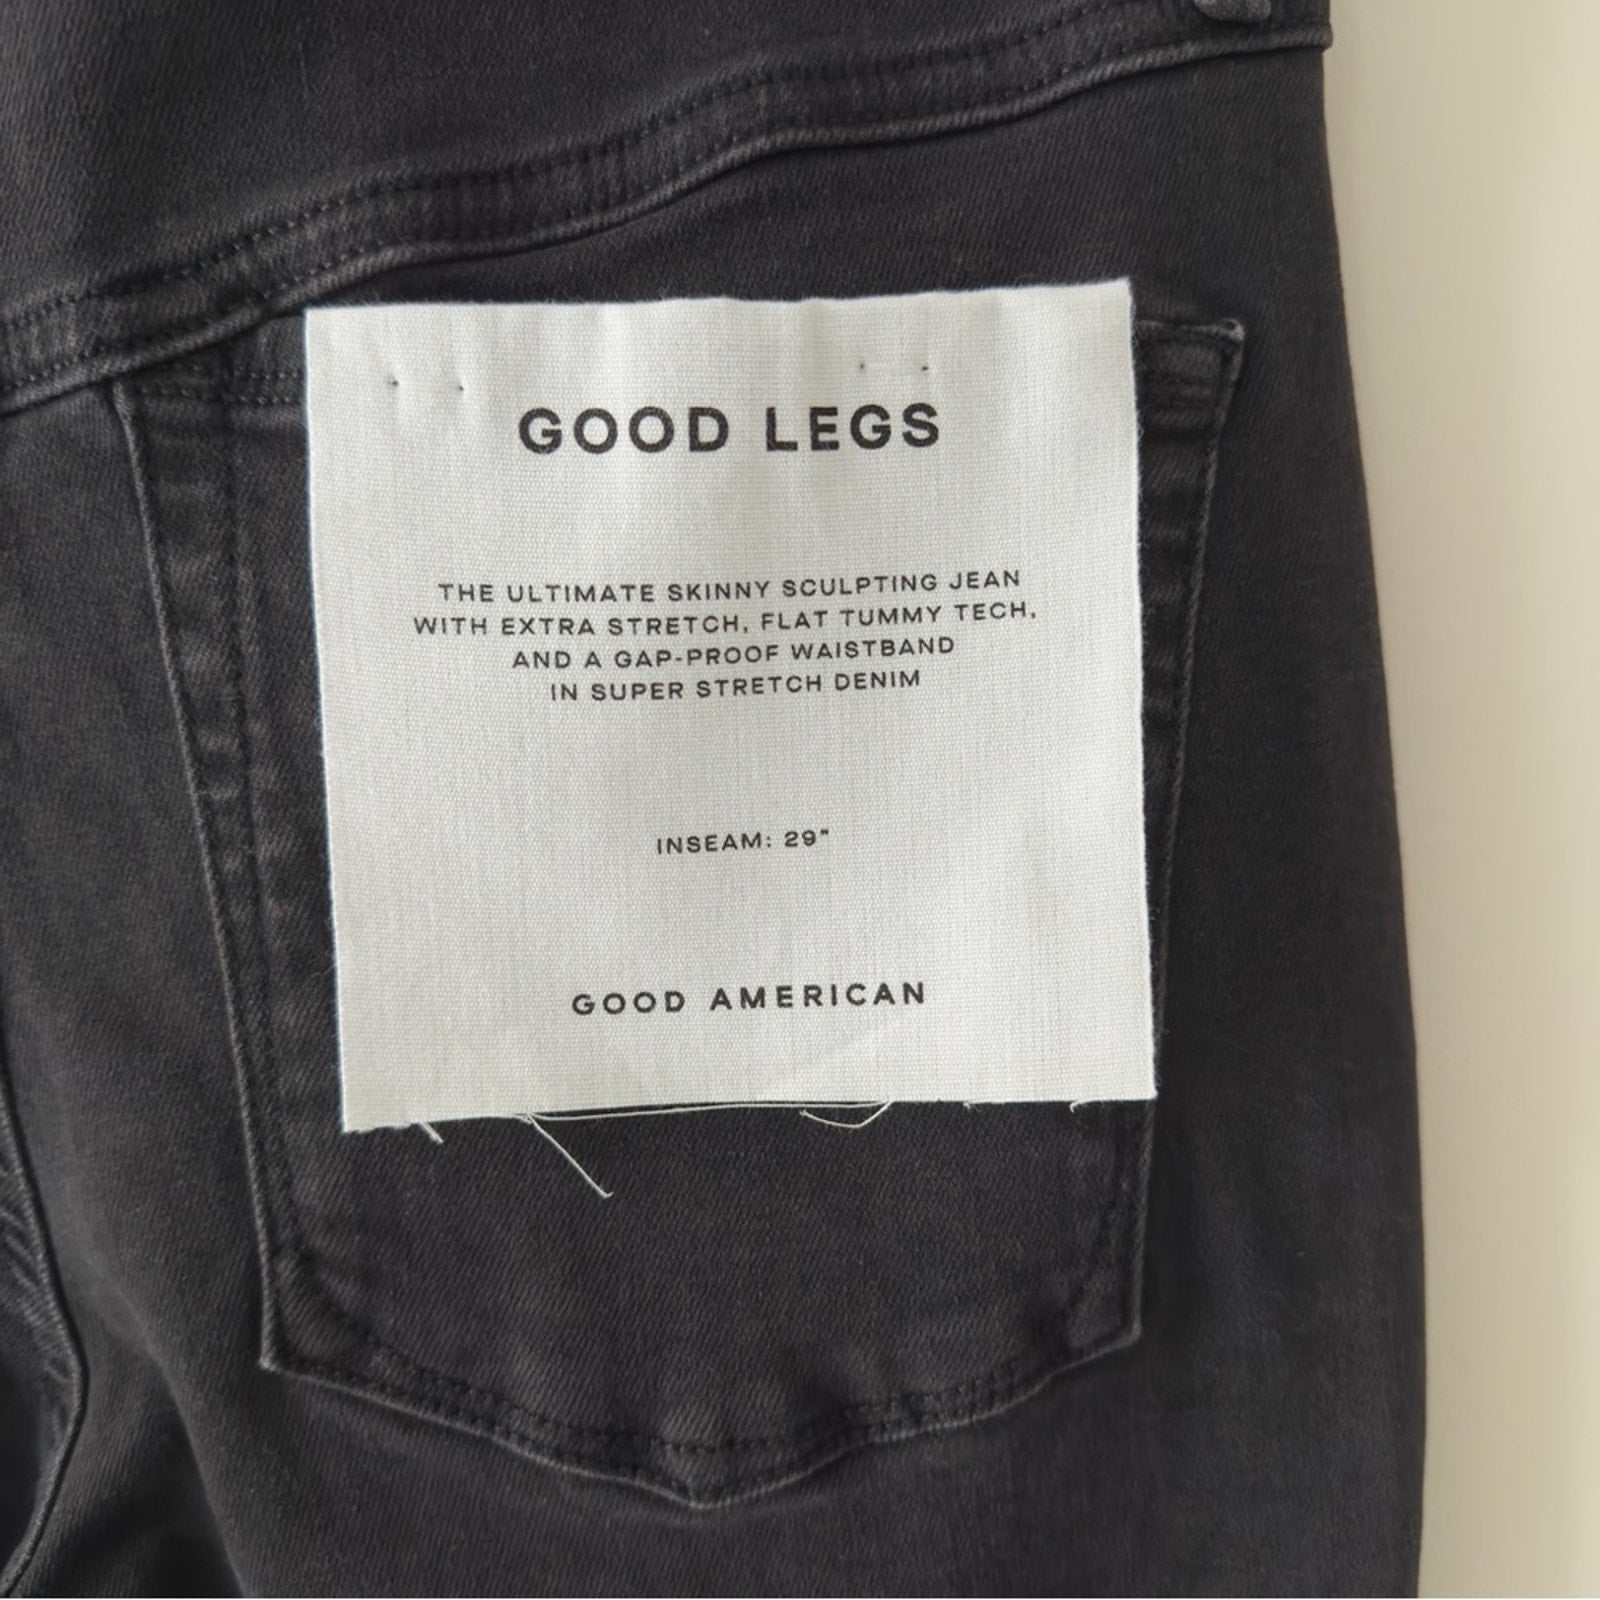 GOOD LEGS
THE ULTIMATE SKINNY SCULPTING JEAN
WITH EXTRA STRETCH, FLAT TUMMY TECH,
AND A GAP-PROOF WAISTBAND
IN SUPER STRETCH DENIM
INSEAM: 29"
GOOD AMERICAN